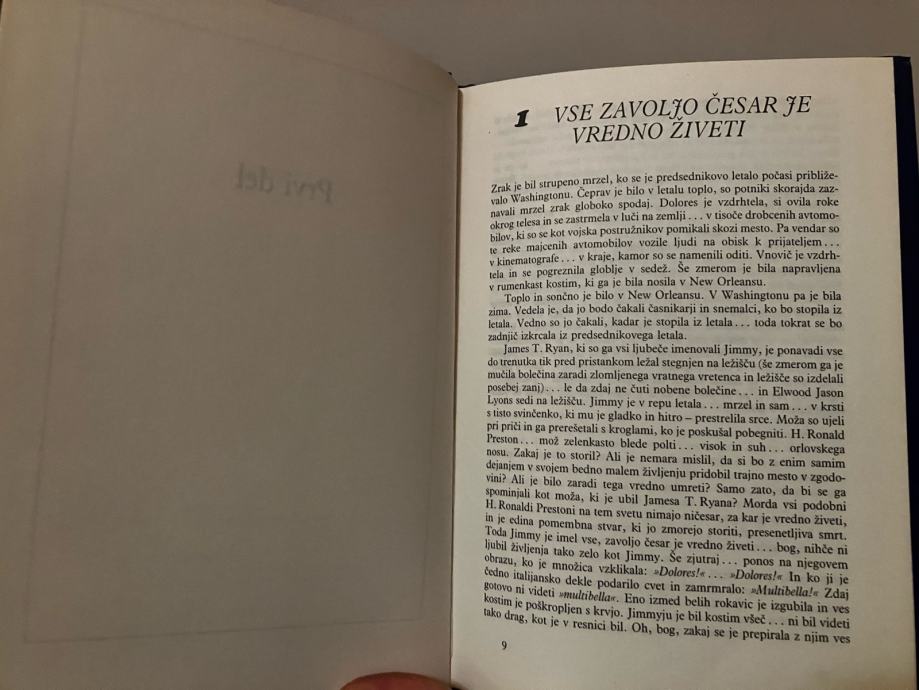 Prvi del
1 VSE ZAVOLJO ČESAR JE
VREDNO ŽIVETI
Zrak je bil strupeno mrzel, ko se je predsednikovo letalo počasi približe-
valo Washingtonu. Čeprav je bilo v letalu toplo, so potniki skorajda zaz-
navali mrzel zrak globoko spodaj. Dolores je vzdrhtela, si ovila roke
okrog telesa in se zastrmela v luči na zemlji... v tisoče drobcenih avtomo-
bilov, ki so se kot vojska postružnikov pomikali skozi mesto. Pa vendar so
te reke majcenih avtomobilov vozile ljudi na obisk k prijateljem...
v kinematografe... v kraje, kamor so se namenili oditi. Vnovič je vzdrh-
tela in se pogreznila globlje v sedež. Še zmerom je bila napravljena
v rumenkast kostim, ki ga je bila nosila v New Orleansu.
Toplo in sončno je bilo v New Orleansu. V Washingtonu pa je bila
zima. Vedela je, da jo bodo čakali časnikarji in snemalci, ko bo stopila iz
letala. Vedno so jo čakali, kadar je stopila iz letala... toda tokrat se bo
zadnjič izkrcala iz predsednikovega letala.
James T. Ryan, ki so ga vsi ljubeče imenovali Jimmy, je ponavadi vse
do trenutka tik pred pristankom ležal stegnjen na ležišču (še zmerom ga je
mučila bolečina zaradi zlomljenega vratnega vretenca in ležišče so izdelali
posebej zanj)... le da zdaj ne čuti nobene bolečine... in Elwood Jason
Lyons sedi na ležišču. Jimmy je v repu letala... mrzel in sam... v krsti
s tisto svinčenko, ki mu je gladko in hitro – prestrelila srce. Moža so ujeli
pri priči in ga prerešetali s kroglami, ko je poskušal pobegniti. H. Ronald
Preston... mož zelenkasto blede polti... visok in suh... orlovskega
nosu. Zakaj je to storil? Ali je nemara mislil, da si bo z enim samim
dejanjem v svojem bedno malem življenju pridobil trajno mesto v zgodo-
vini? Ali je bilo zaradi tega vredno umreti? Samo zato, da bi se ga
spominjali kot moža, ki je ubil Jamesa T. Ryana? Morda vsi podobni
H. Ronaldi Prestoni na tem svetu nimajo ničesar, za kar je vredno živeti,
in je edina pomembna stvar, ki jo zmorejo storiti, presenetljiva smrt.
Toda Jimmy je imel vse, zavoljo česar je vredno živeti... bog, nihče ni
ljubil življenja tako zelo kot Jimmy. Še zjutraj... ponos na njegovem
obrazu, ko je množica vzklikala: »Dolores!«... »Dolores!« In ko ji je
čedno italijansko dekle podarilo cvet in zamrmralo: »Multibella!« Zdaj
gotovo ni videti »multibella«. Eno izmed belih rokavic je izgubila in ves
kostim je poškropljen s krvjo. Jimmyju je bil kostim všeč... ni bil videti
tako drag, kot je v resnici bil. Oh, bog, zakaj se je prepirala z njim ves
9